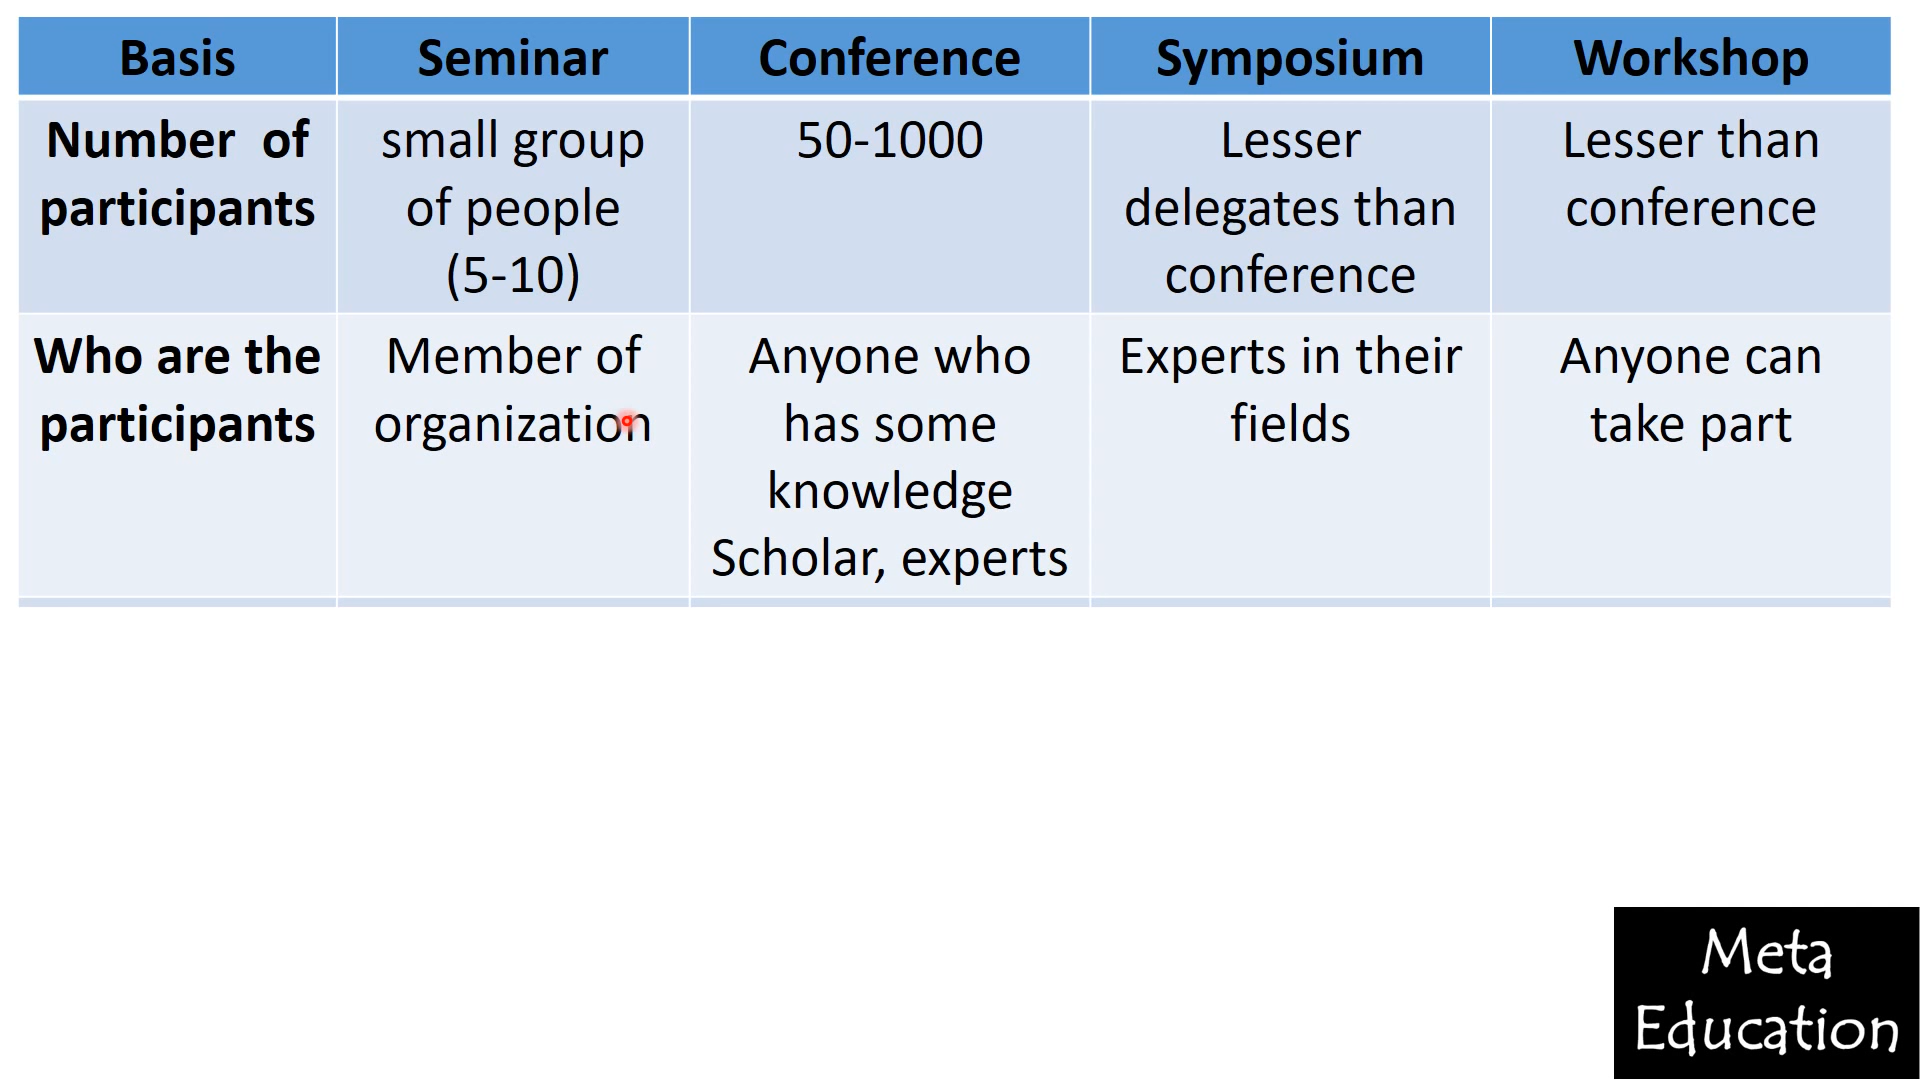 Basis
Seminar
Conference
Symposium
Workshop
Number of
participants
small group
of people
(5-10)
50-1000
Lesser
delegates than
conference
Lesser than
conference
Who are the
participants
Member of
organization
Anyone who
has some
knowledge
Scholar, experts
Experts in their
fields
Anyone can
take part
Meta
Education